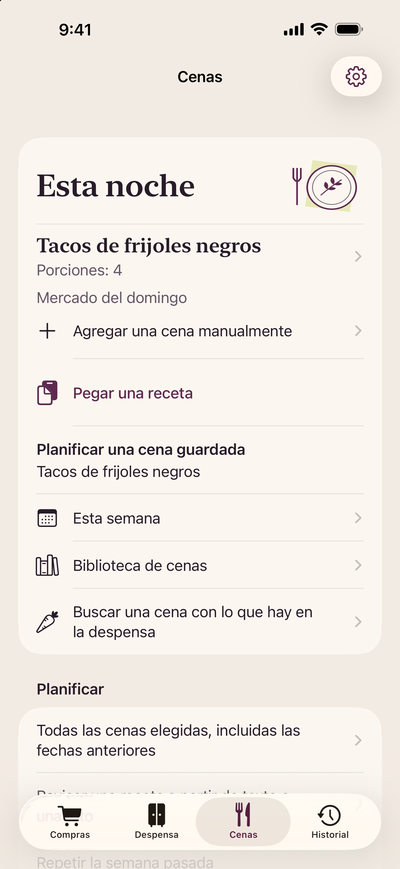 9:41
Cenas
Esta noche
Tacos de frijoles negros
Porciones: 4
Mercado del domingo
Agregar una cena manualmente
Pegar una receta
Planificar una cena guardada
Tacos de frijoles negros
Esta semana
Biblioteca de cenas
Buscar una cena con lo que hay en
la despensa
Planificar
Todas las cenas elegidas, incluidas las
fechas anteriores
Compras
Despensa
Cenas
Historial
Repetir la semana pasada